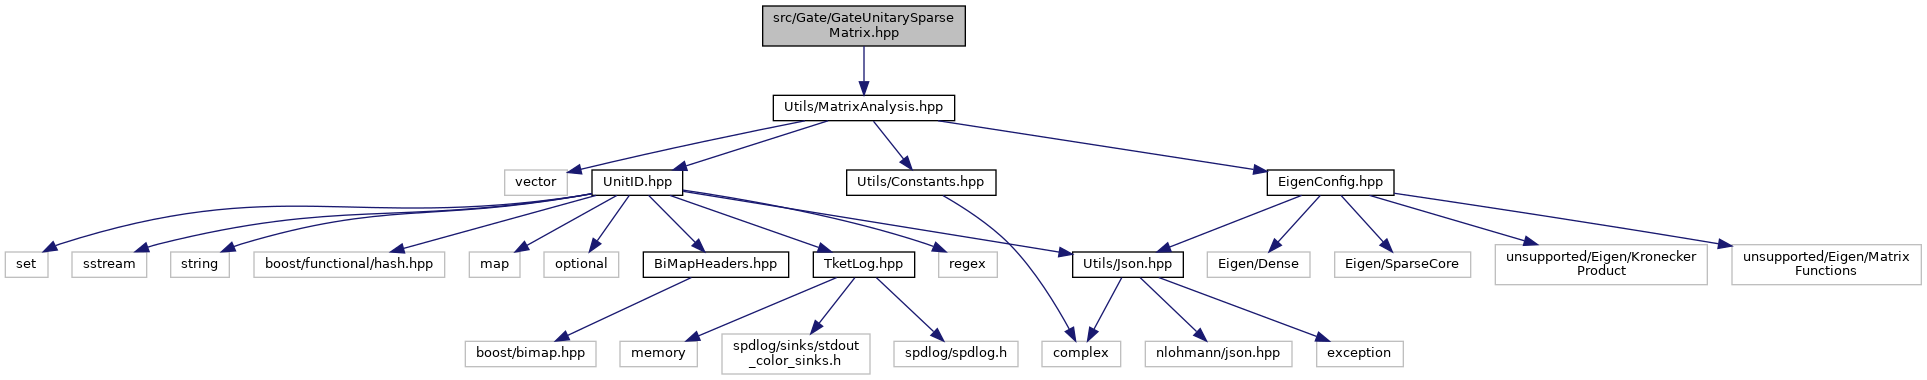 src/Gate/GateUnitarySparse
Matrix.hpp
Utils/MatrixAnalysis.hpp
vector
UnitID.hpp
Utils/Constants.hpp
EigenConfig.hpp
set
sstream
string
boost/functional/hash.hpp
map
optional
BiMapHeaders.hpp
TketLog.hpp
regex
Utils/Json.hpp
Eigen/Dense
Eigen/SparseCore
unsupported/Eigen/Kronecker
Product
unsupported/Eigen/Matrix
Functions
boost/bimap.hpp
memory
spdlog/sinks/stdout
_color_sinks.h
spdlog/spdlog.h
complex
nlohmann/json.hpp
exception